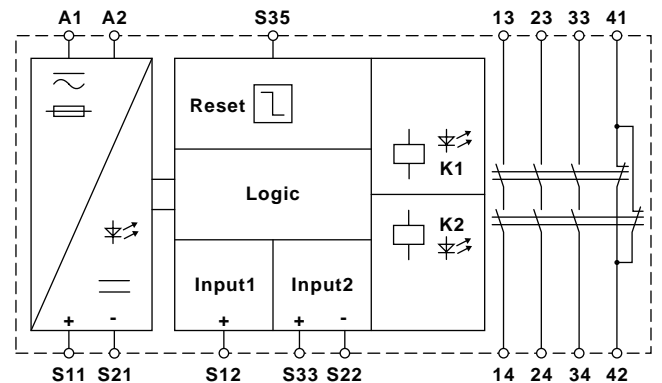 A1 A2 S35 13 23 33 41
Reset
K1
Logic
K2
Input1 Input2
+ - + + -
S11 S21 S12 S33 S22 14 24 34 42